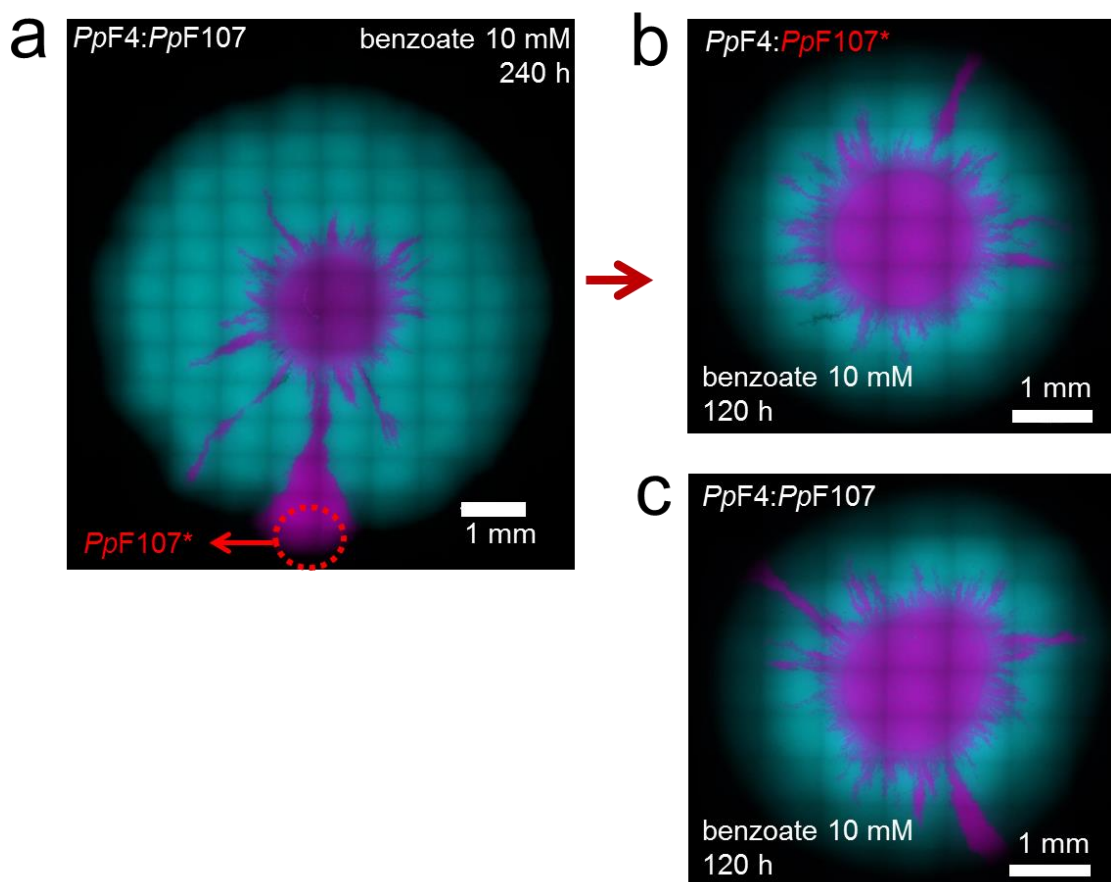 a
PpF4:PpF107
benzoate 10 mM
240 h
1 mm
PpF107*
b
PpF4:PpF107*
benzoate 10 mM
120 h
1 mm
c
PpF4:PpF107
benzoate 10 mM
120 h
1 mm